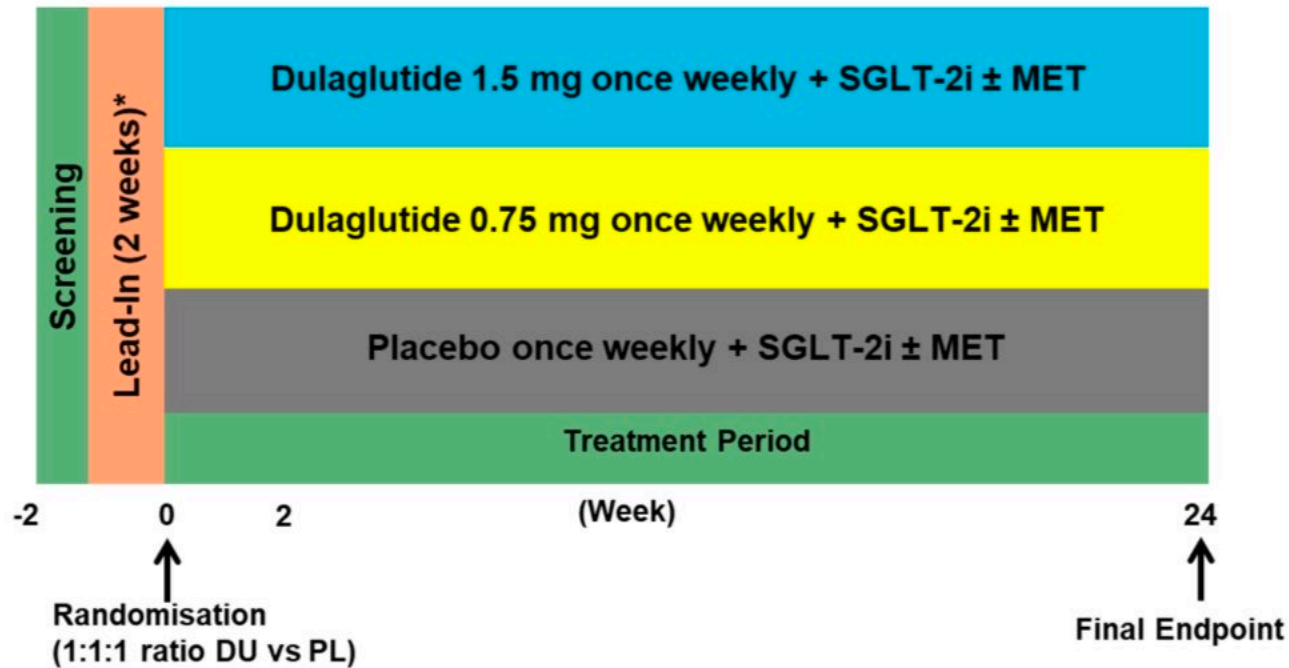 Screening
Lead-In (2 weeks)*
Dulaglutide 1.5 mg once weekly + SGLT-2i ± MET
Dulaglutide 0.75 mg once weekly + SGLT-2i ± MET
Placebo once weekly + SGLT-2i ± MET
Treatment Period
-2 0 2 (Week) 24
Randomisation
(1:1:1 ratio DU vs PL)
Final Endpoint